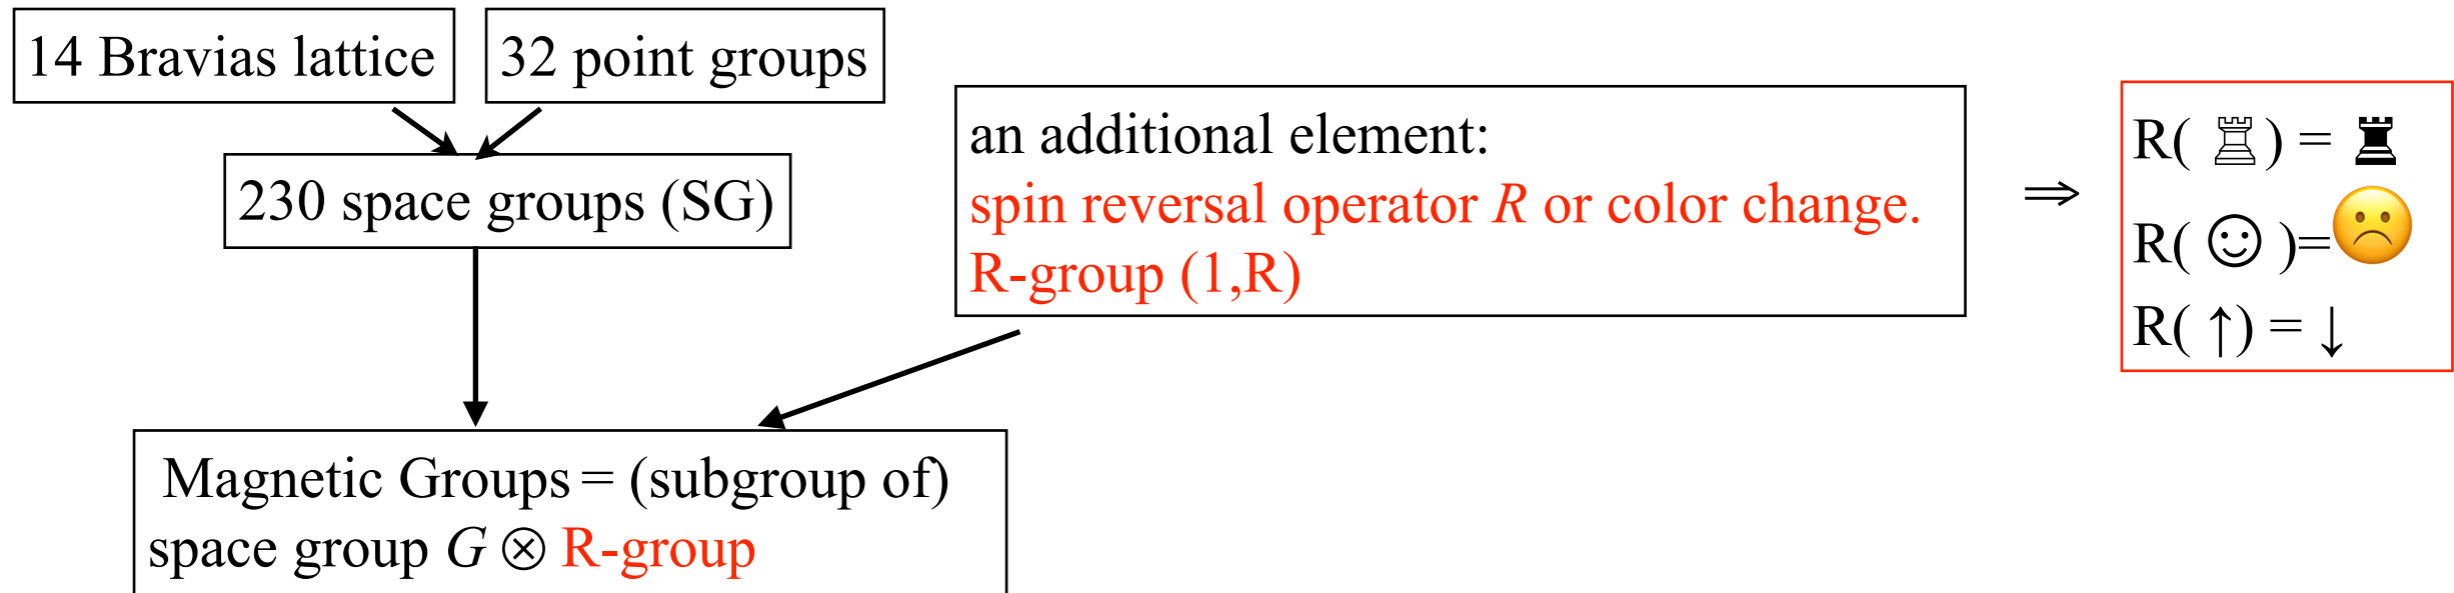 14 Bravias lattice
32 point groups
230 space groups (SG)
an additional element:
spin reversal operator R or color change.
R-group (1,R)
⇒
R( ♖ ) = ♜
R( ☺ )=☹
R( ↑) = ↓
Magnetic Groups = (subgroup of)
space group G ⊗ R-group